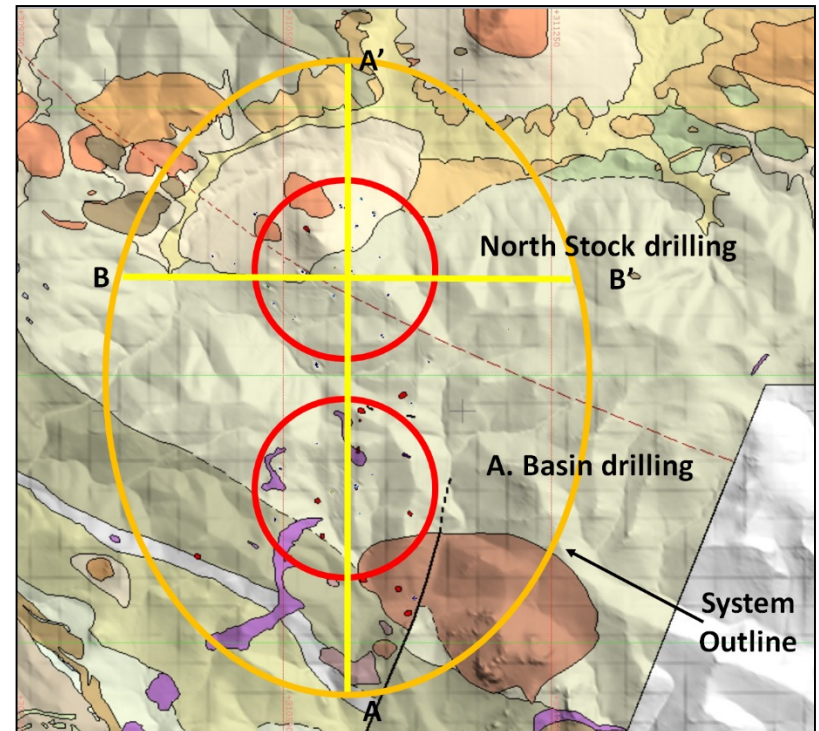 A'
North Stock drilling
B
B'
A. Basin drilling
System
Outline
A